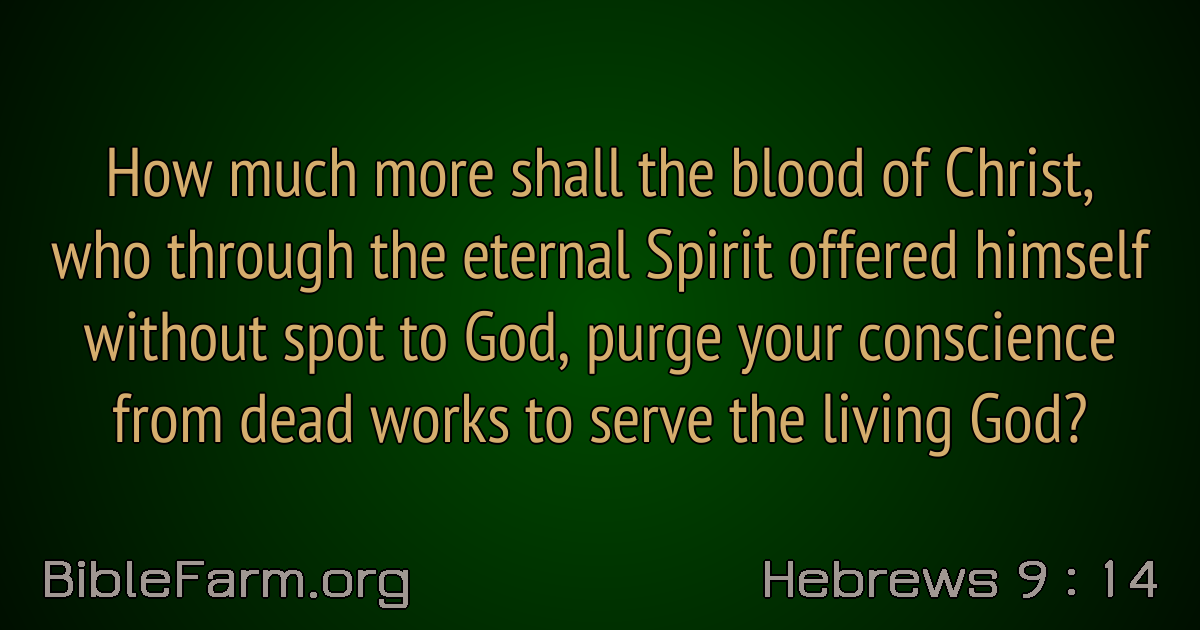 How much more shall the blood of Christ,
who through the eternal Spirit offered himself
without spot to God, purge your conscience
from dead works to serve the living God?
BibleFarm.org
Hebrews 9 : 14